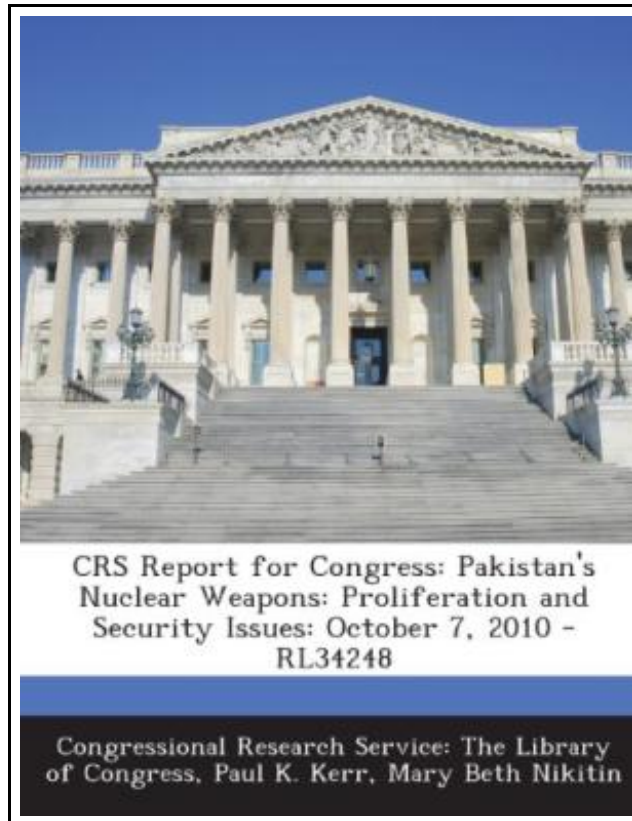 CRS Report for Congress: Pakistan's
Nuclear Weapons: Proliferation and
Security Issues: October 7, 2010 -
RL34248
Congressional Research Service: The Library
of Congress, Paul K. Kerr, Mary Beth Nikitin